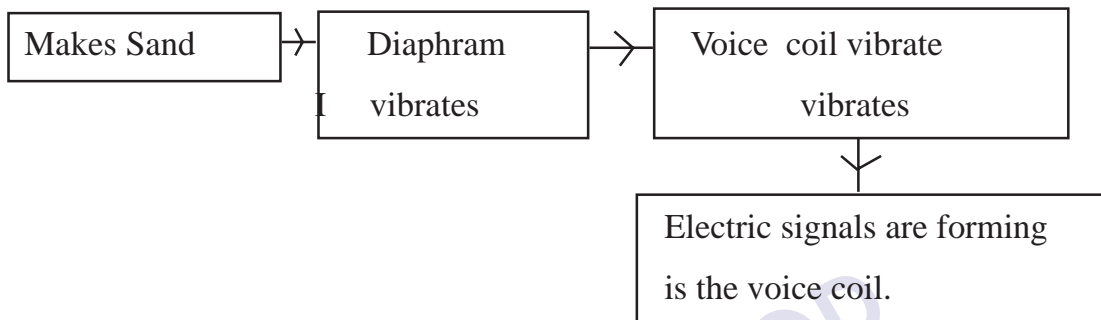 Makes Sand
Diaphram
I vibrates
Voice coil vibrate
vibrates
Electric signals are forming
is the voice coil.